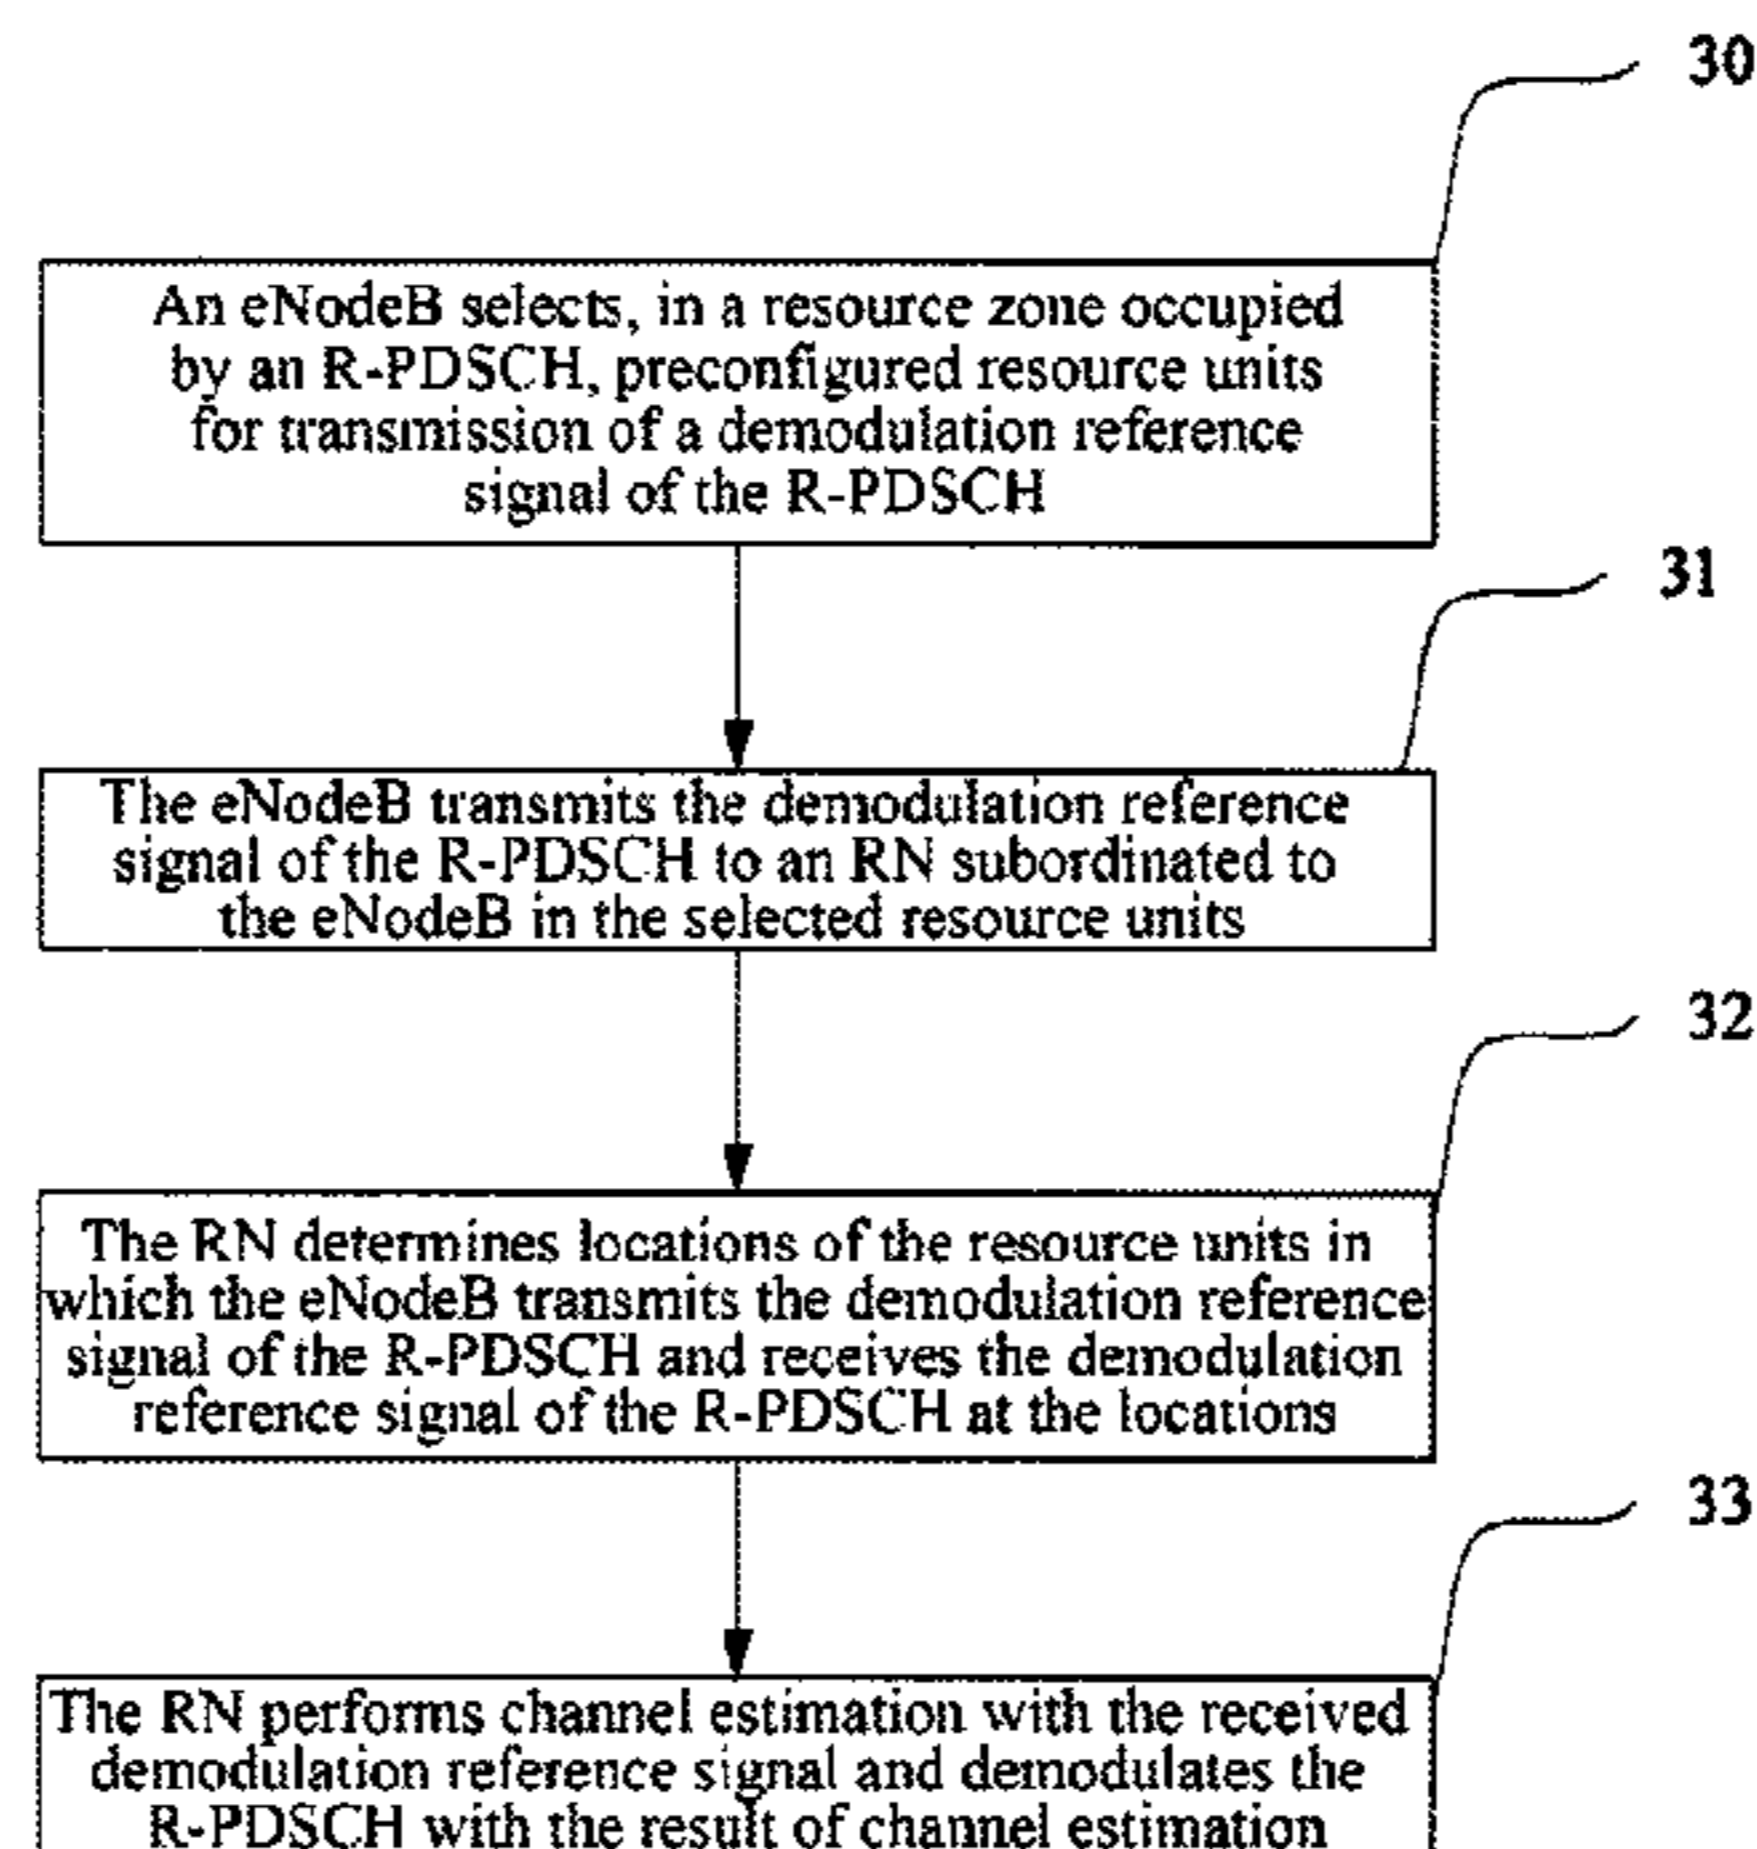 30
An eNodeB selects, in a resource zone occupied
by an R-PDSCH, preconfigured resource units
for transmission of a demodulation reference
signal of the R-PDSCH
31
The eNodeB transmits the demodulation reference
signal of the R-PDSCH to an RN subordinated to
the eNodeB in the selected resource units
32
The RN determines locations of the resource units in
which the eNodeB transmits the demodulation reference
signal of the R-PDSCH and receives the demodulation
reference signal of the R-PDSCH at the locations
33
The RN performs channel estimation with the received
demodulation reference signal and demodulates the
R-PDSCH with the result of channel estimation